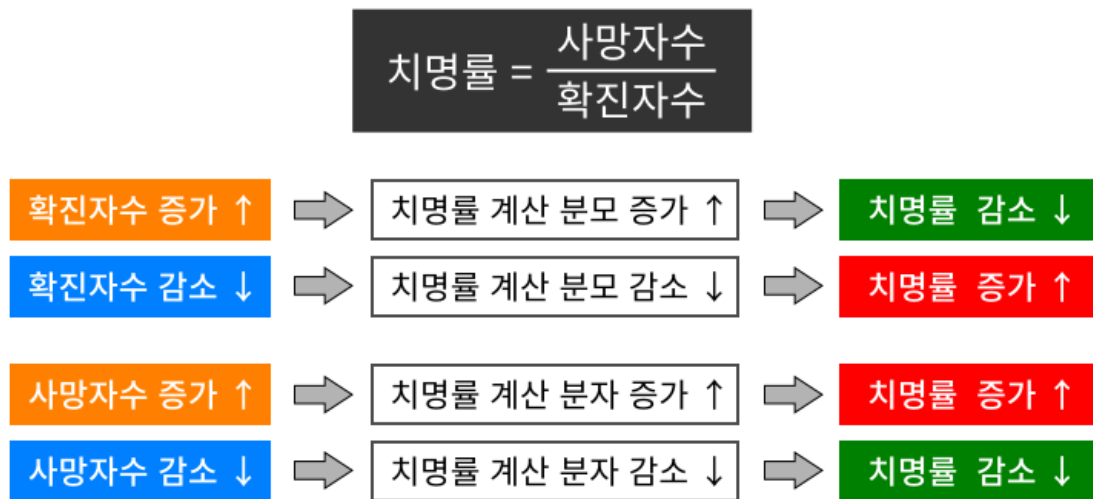 치명률 = 사망자수
확진자수
확진자수 증가 ↑ 치명률 계산 분모 증가 ↑ 치명률 감소 ↓
확진자수 감소 ↓ 치명률 계산 분모 감소 ↓ 치명률 증가 ↑
사망자수 증가 ↑ 치명률 계산 분자 증가 ↑ 치명률 증가 ↑
사망자수 감소 ↓ 치명률 계산 분자 감소 ↓ 치명률 감소 ↓